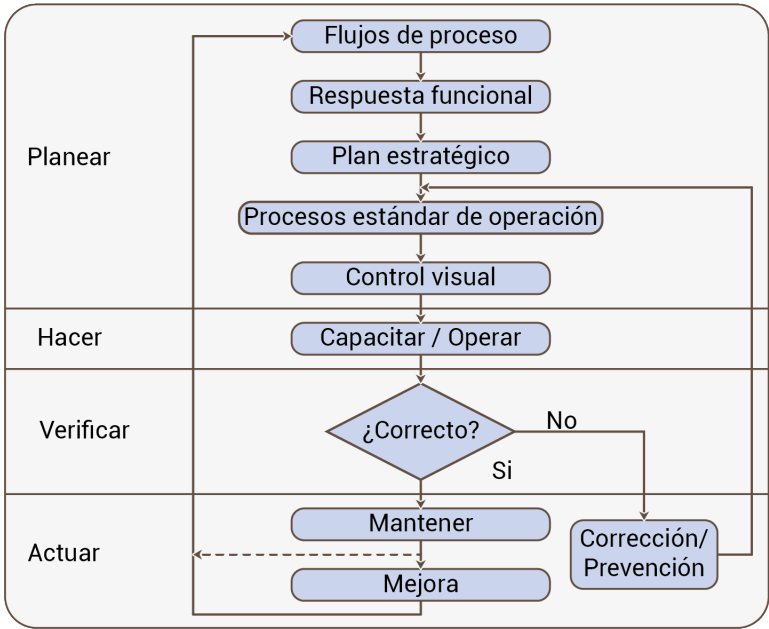 Flujos de proceso
Respuesta funcional
Planear
Plan estratégico
Procesos estándar de operación
Control visual
Hacer
Capacitar / Operar
Verificar
¿Correcto?
No
Si
Actuar
Mantener
Corrección/
Prevención
Mejora